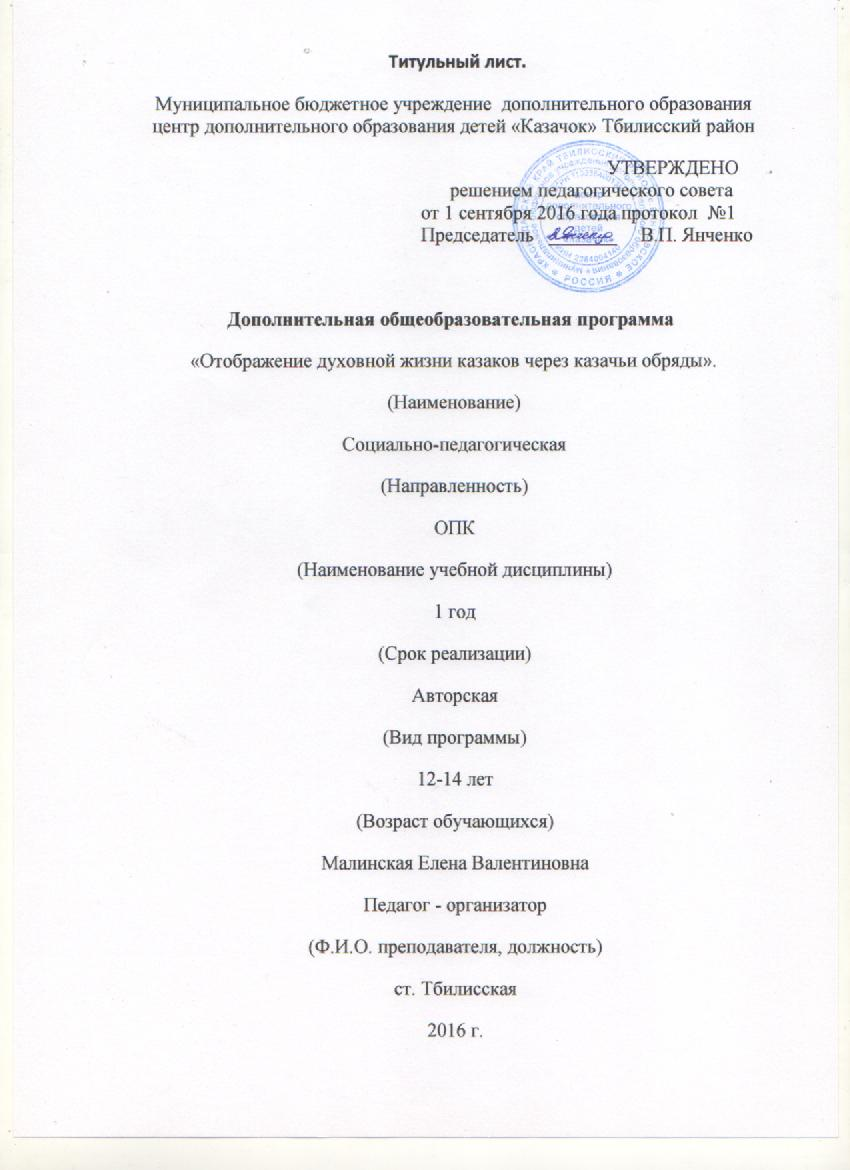 Титульный лист.
Муниципальное бюджетное учреждение дополнительного образования
центр дополнительного образования детей «Казачок» Тбилисский район
УТВЕРЖДЕНО
решением педагогического совета
от 1 сентября 2016 года протокол №1
Председатель В.П. Янченко
Дополнительная общеобразовательная программа
«Отображение духовной жизни казаков через казачьи обряды».
(Наименование)
Социально-педагогическая
(Направленность)
ОПК
(Наименование учебной дисциплины)
1 год
(Срок реализации)
Авторская
(Вид программы)
12-14 лет
(Возраст обучающихся)
Малинская Елена Валентиновна
Педагог - организатор
(Ф.И.О. преподавателя, должность)
ст. Тбилисская
2016 г.